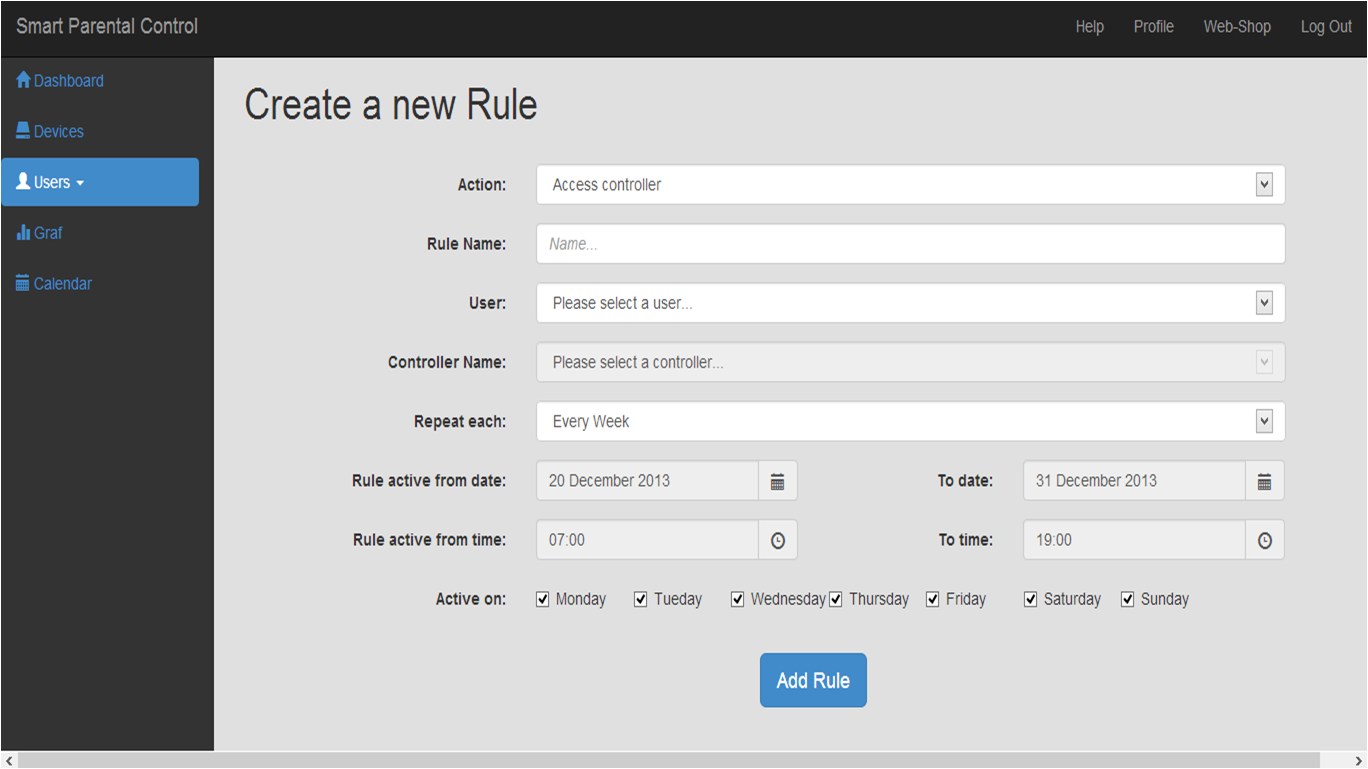 Smart Parental Control Help Profile Web-Shop Log Out
Dashboard
Devices
Users
Graf
Calendar
Create a new Rule
Action: Access controller
Rule Name: Name...
User: Please select a user...
Controller Name: Please select a controller...
Repeat each: Every Week
Rule active from date: 20 December 2013 To date: 31 December 2013
Rule active from time: 07:00 To time: 19:00
Active on: Monday Tueday Wednesday Thursday Friday Saturday Sunday
Add Rule